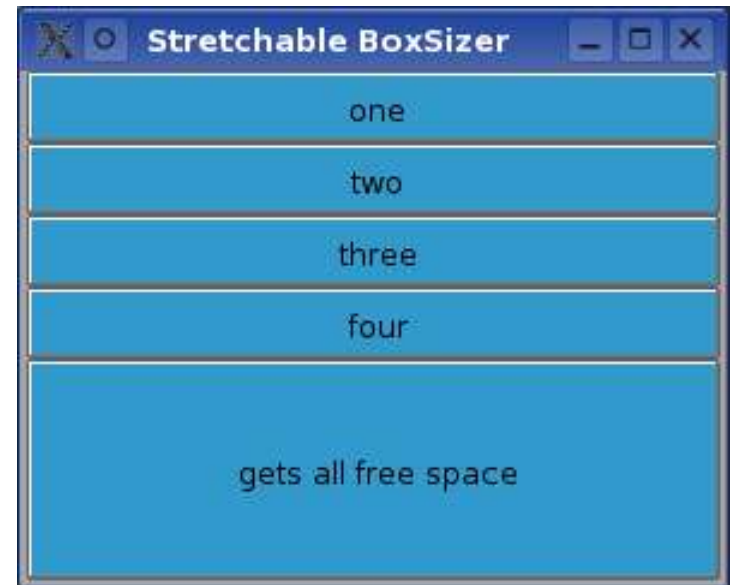 Stretchable BoxSizer
one
two
three
four
gets all free space